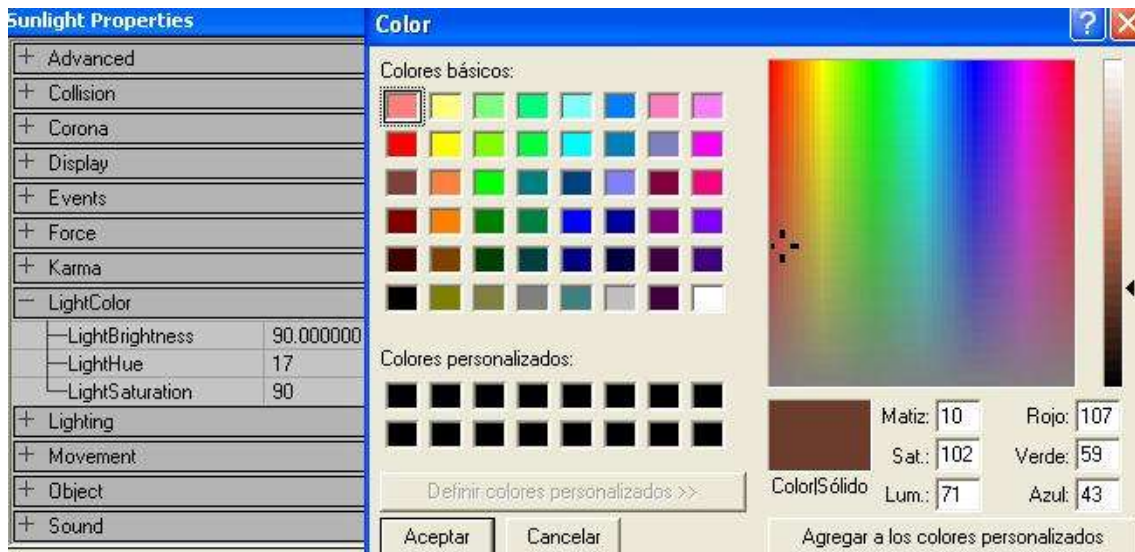 Sunlight Properties
+ Advanced
+ Collision
+ Corona
+ Display
+ Events
+ Force
+ Karma
− LightColor
LightBrightness 90.000000
LightHue 17
LightSaturation 90
+ Lighting
+ Movement
+ Object
+ Sound
Color
Colores básicos:
Colores personalizados:
Definir colores personalizados >>
Aceptar Cancelar
Color|Sólido
Matiz: 10 Rojo: 107
Sat.: 102 Verde: 59
Lum.: 71 Azul: 43
Agregar a los colores personalizados